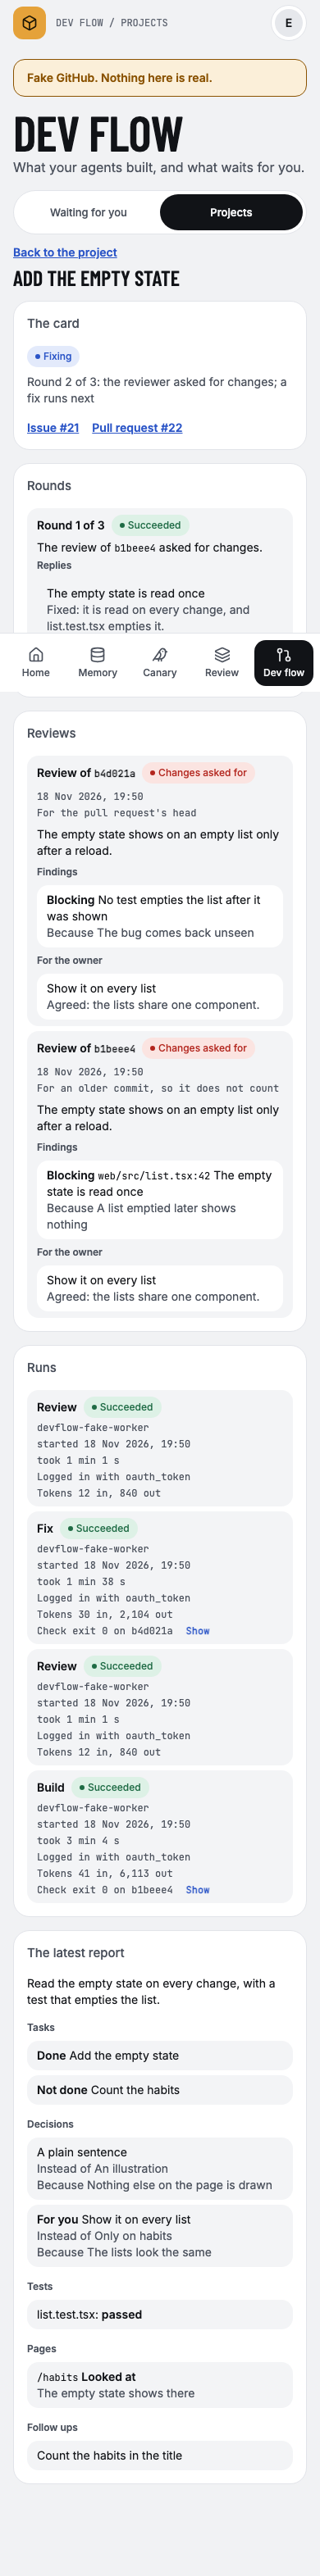 DEV FLOW / PROJECTS
E
Fake GitHub. Nothing here is real.
DEV FLOW
What your agents built, and what waits for you.
Waiting for you
Projects
Back to the project
ADD THE EMPTY STATE
The card
Fixing
Round 2 of 3: the reviewer asked for changes; a
fix runs next
Issue #21 Pull request #22
Rounds
Round 1 of 3 Succeeded
The review of b1beee4 asked for changes.
Replies
The empty state is read once
Fixed: it is read on every change, and
list.test.tsx empties it.
Home
Memory
Canary
Review
Dev flow
Reviews
Review of b4d021a Changes asked for
18 Nov 2026, 19:50
For the pull request's head
The empty state shows on an empty list only
after a reload.
Findings
Blocking No test empties the list after it
was shown
Because The bug comes back unseen
For the owner
Show it on every list
Agreed: the lists share one component.
Review of b1beee4 Changes asked for
18 Nov 2026, 19:50
For an older commit, so it does not count
The empty state shows on an empty list only
after a reload.
Findings
Blocking web/src/list.tsx:42 The empty
state is read once
Because A list emptied later shows
nothing
For the owner
Show it on every list
Agreed: the lists share one component.
Runs
Review Succeeded
devflow-fake-worker
started 18 Nov 2026, 19:50
took 1 min 1 s
Logged in with oauth_token
Tokens 12 in, 840 out
Fix Succeeded
devflow-fake-worker
started 18 Nov 2026, 19:50
took 1 min 38 s
Logged in with oauth_token
Tokens 30 in, 2,104 out
Check exit 0 on b4d021a Show
Review Succeeded
devflow-fake-worker
started 18 Nov 2026, 19:50
took 1 min 1 s
Logged in with oauth_token
Tokens 12 in, 840 out
Build Succeeded
devflow-fake-worker
started 18 Nov 2026, 19:50
took 3 min 4 s
Logged in with oauth_token
Tokens 41 in, 6,113 out
Check exit 0 on b1beee4 Show
The latest report
Read the empty state on every change, with a
test that empties the list.
Tasks
Done Add the empty state
Not done Count the habits
Decisions
A plain sentence
Instead of An illustration
Because Nothing else on the page is drawn
For you Show it on every list
Instead of Only on habits
Because The lists look the same
Tests
list.test.tsx: passed
Pages
/habits Looked at
The empty state shows there
Follow ups
Count the habits in the title